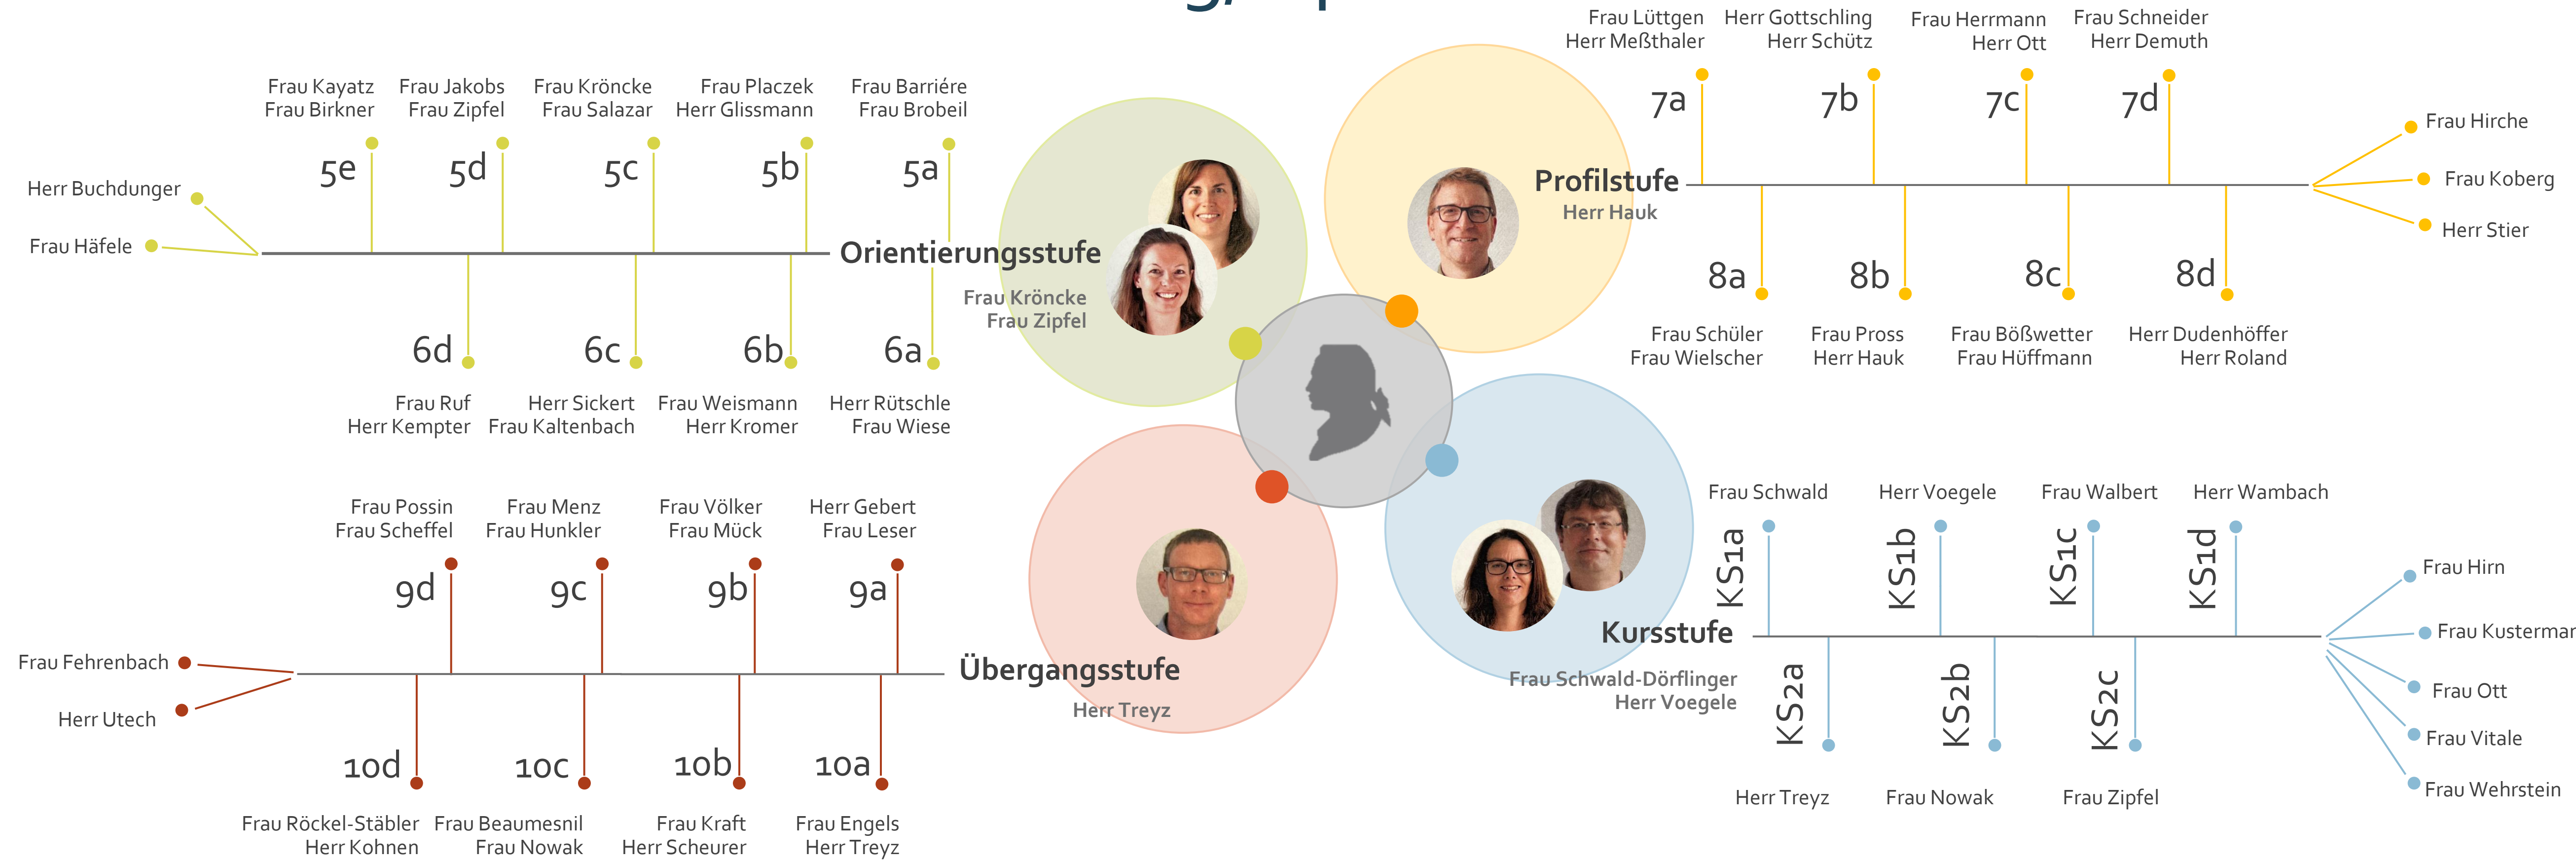 Frau Kayatz
Frau Birkner
Frau Jakobs
Frau Zipfel
Frau Kröncke
Frau Salazar
Frau Placzek
Herr Glissmann
Frau Barriére
Frau Brobeil
5e
5d
5c
5b
5a
Herr Buchdunger
Frau Häfele
Orientierungsstufe
Frau Kröncke
Frau Zipfel
6d
6c
6b
6a
Frau Ruf
Herr Kempter
Herr Sickert
Frau Kaltenbach
Frau Weismann
Herr Kromer
Herr Rütschle
Frau Wiese
Frau Lüttgen
Herr Meßthaler
Herr Gottschling
Herr Schütz
Frau Herrmann
Herr Ott
Frau Schneider
Herr Demuth
7a
7b
7c
7d
Profilstufe
Herr Hauk
Frau Hirche
Frau Koberg
Herr Stier
8a
8b
8c
8d
Frau Schüler
Frau Wielscher
Frau Pross
Herr Hauk
Frau Bößwetter
Frau Hüffmann
Herr Dudenhöffer
Herr Roland
Frau Possin
Frau Scheffel
Frau Menz
Frau Hunkler
Frau Völker
Frau Mück
Herr Gebert
Frau Leser
9d
9c
9b
9a
Frau Fehrenbach
Herr Utech
Übergangsstufe
Herr Treyz
10d
10c
10b
10a
Frau Röckel-Stäbler
Herr Kohnen
Frau Beaumesnil
Frau Nowak
Frau Kraft
Herr Scheurer
Frau Engels
Herr Treyz
Frau Schwald
Herr Voegele
Frau Walbert
Herr Wambach
KS1a
KS1b
KS1c
KS1d
Kursstufe
Frau Schwald-Dörflinger
Herr Voegele
Frau Hirn
Frau
Frau Ott
Frau Vitale
Frau Wehrstein
KS2a
KS2b
KS2c
Herr Treyz
Frau Nowak
Frau Zipfel